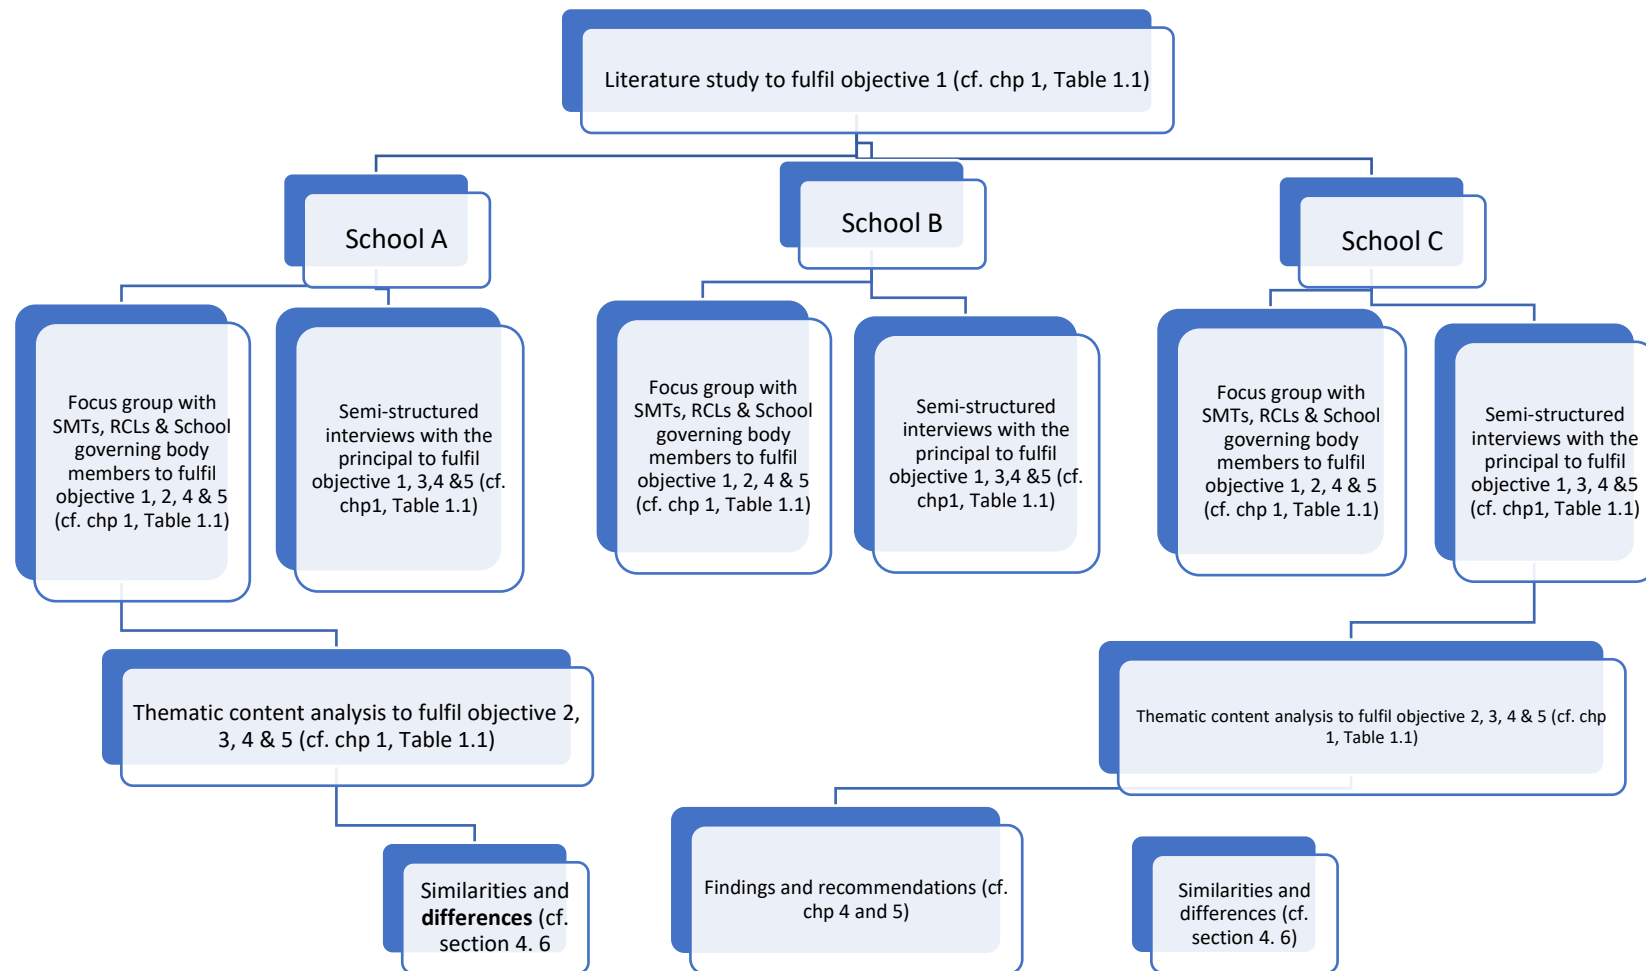 Literature study to fulfil objective 1 (cf. chp 1, Table 1.1)
School A
School B
School C
Focus group with
SMTs, RCLs & School
governing body
members to fulfil
objective 1, 2, 4 & 5
(cf. chp 1, Table 1.1)
Semi-structured
interviews with the
principal to fulfil
objective 1, 3,4 &5 (cf.
chp1, Table 1.1)
Focus group with
SMTs, RCLs & School
governing body
members to fulfil
objective 1, 2, 4 & 5
(cf. chp 1, Table 1.1)
Semi-structured
interviews with the
principal to fulfil
objective 1, 3,4 &5 (cf.
chp1, Table 1.1)
Focus group with
SMTs, RCLs & School
governing body
members to fulfil
objective 1, 2, 4 & 5
(cf. chp 1, Table 1.1)
Semi-structured
interviews with the
principal to fulfil
objective 1, 3, 4 &5
(cf. chp1, Table 1.1)
Thematic content analysis to fulfil objective 2,
3, 4 & 5 (cf. chp 1, Table 1.1)
Thematic content analysis to fulfil objective 2, 3, 4 & 5 (cf. chp
1, Table 1.1)
Similarities and
differences (cf.
section 4. 6
Findings and recommendations (cf.
chp 4 and 5)
Similarities and
differences (cf.
section 4. 6)